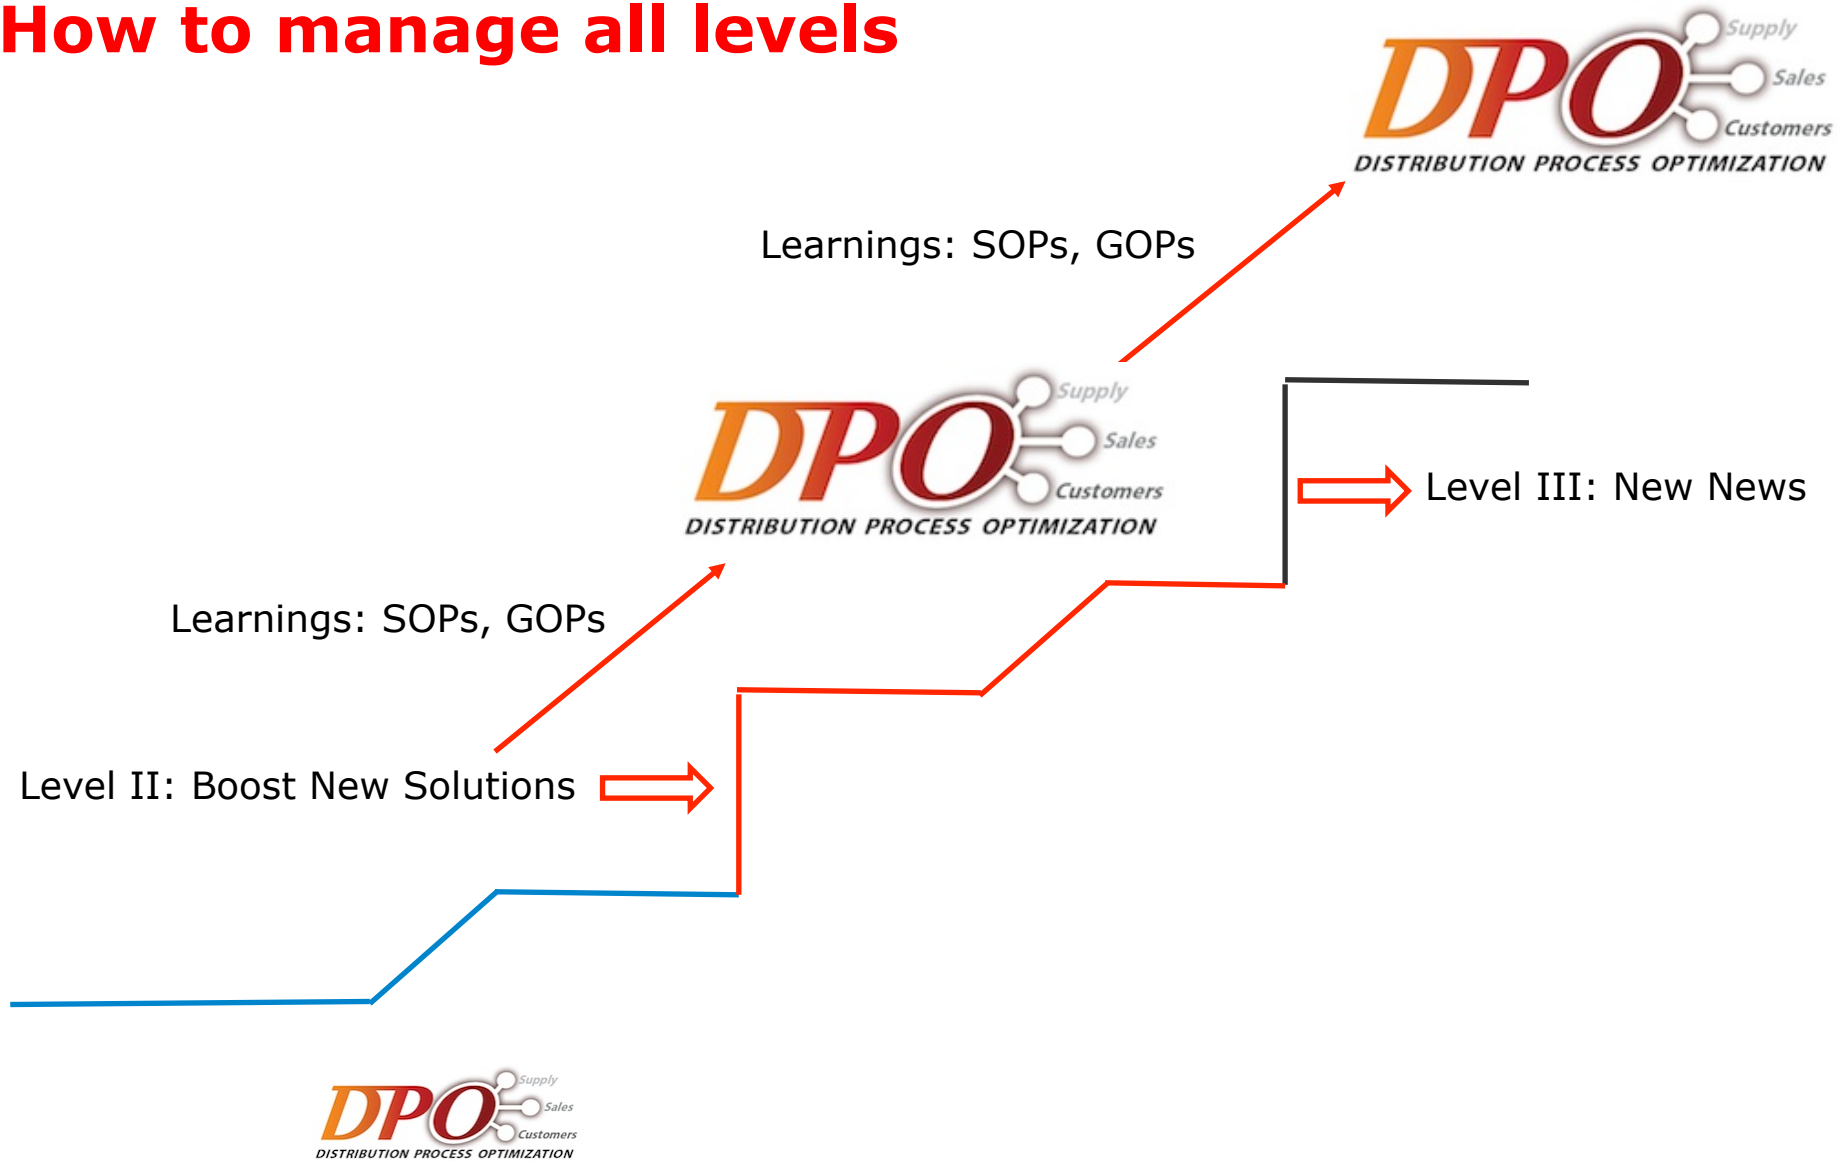 How to manage all levels
DPO
Supply
Sales
Customers
DISTRIBUTION PROCESS OPTIMIZATION
Learnings: SOPs, GOPs
DPO
Supply
Sales
Customers
DISTRIBUTION PROCESS OPTIMIZATION
Level III: New News
Learnings: SOPs, GOPs
Level II: Boost New Solutions
DPO
Supply
Sales
Customers
DISTRIBUTION PROCESS OPTIMIZATION